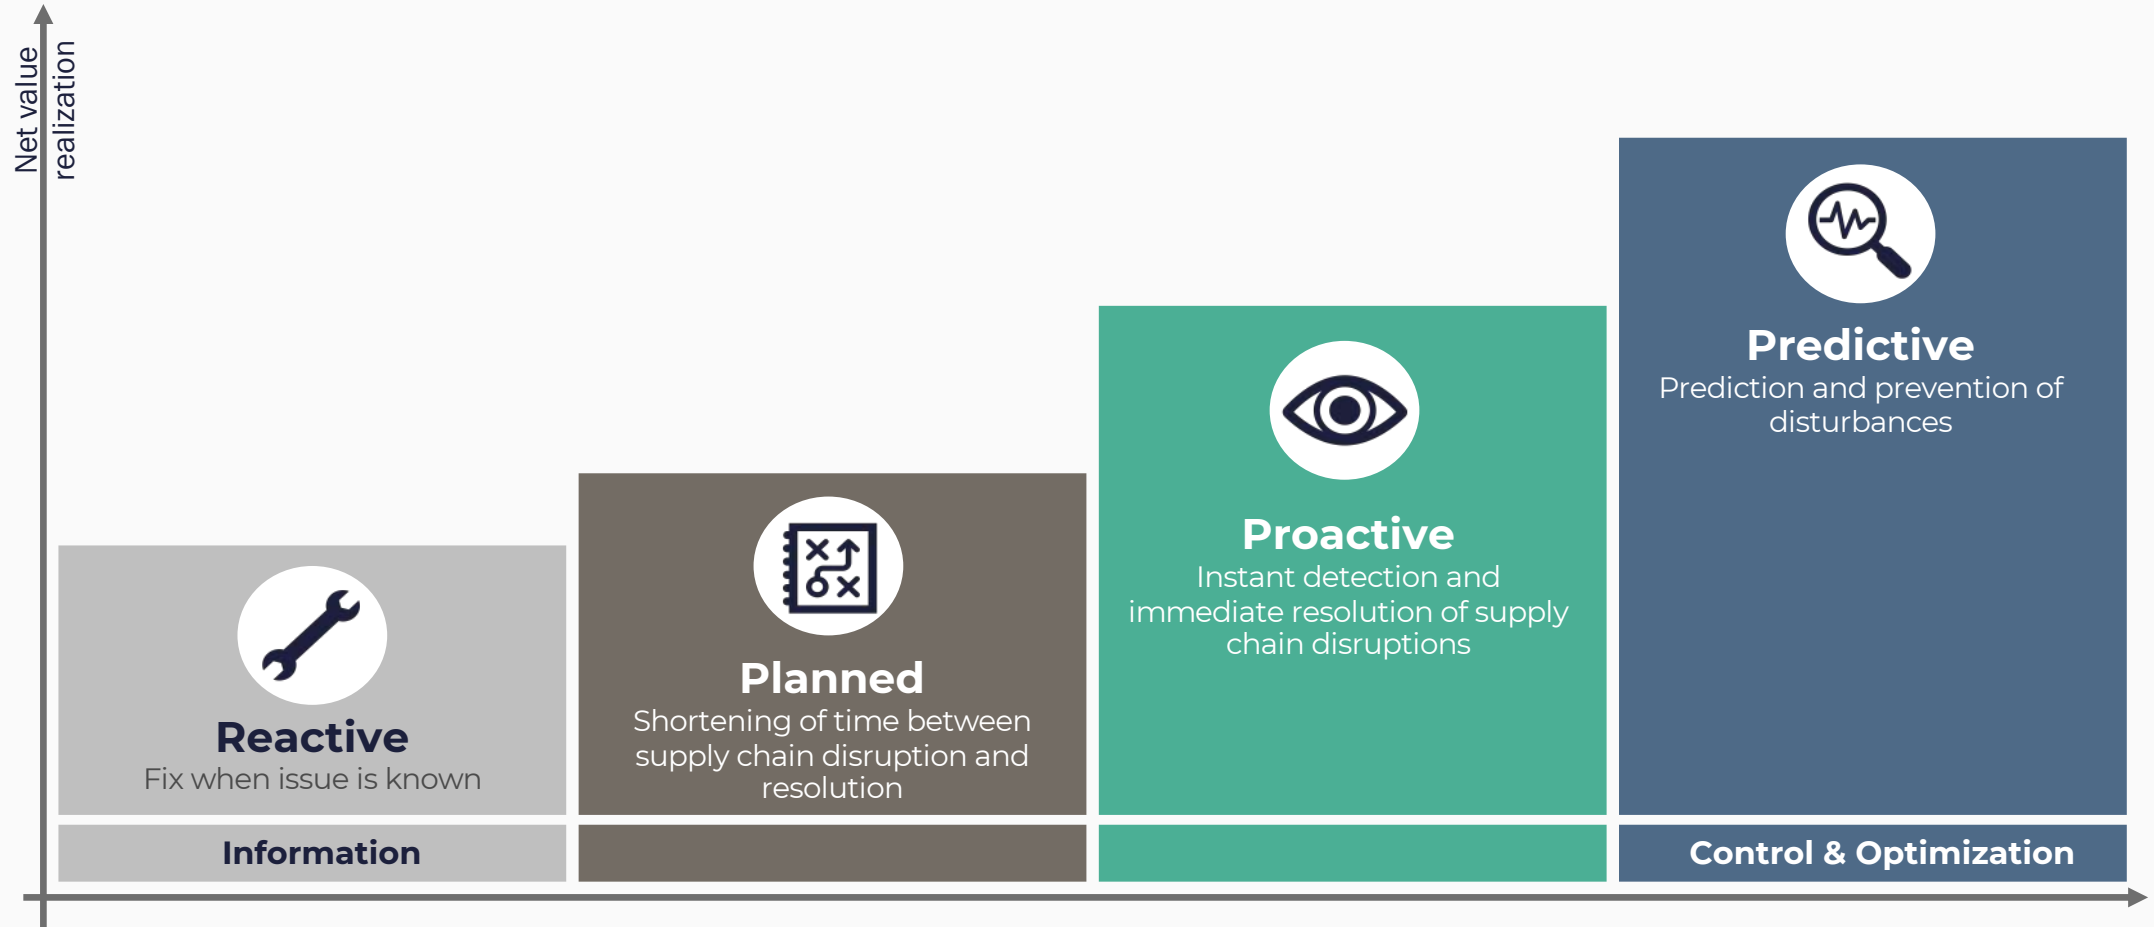 Net value
realization
Reactive
Fix when issue is known
Planned
Shortening of time between
supply chain disruption and
resolution
Proactive
Instant detection and
immediate resolution of supply
chain disruptions
Predictive
Prediction and prevention of
disturbances
Information
Control & Optimization